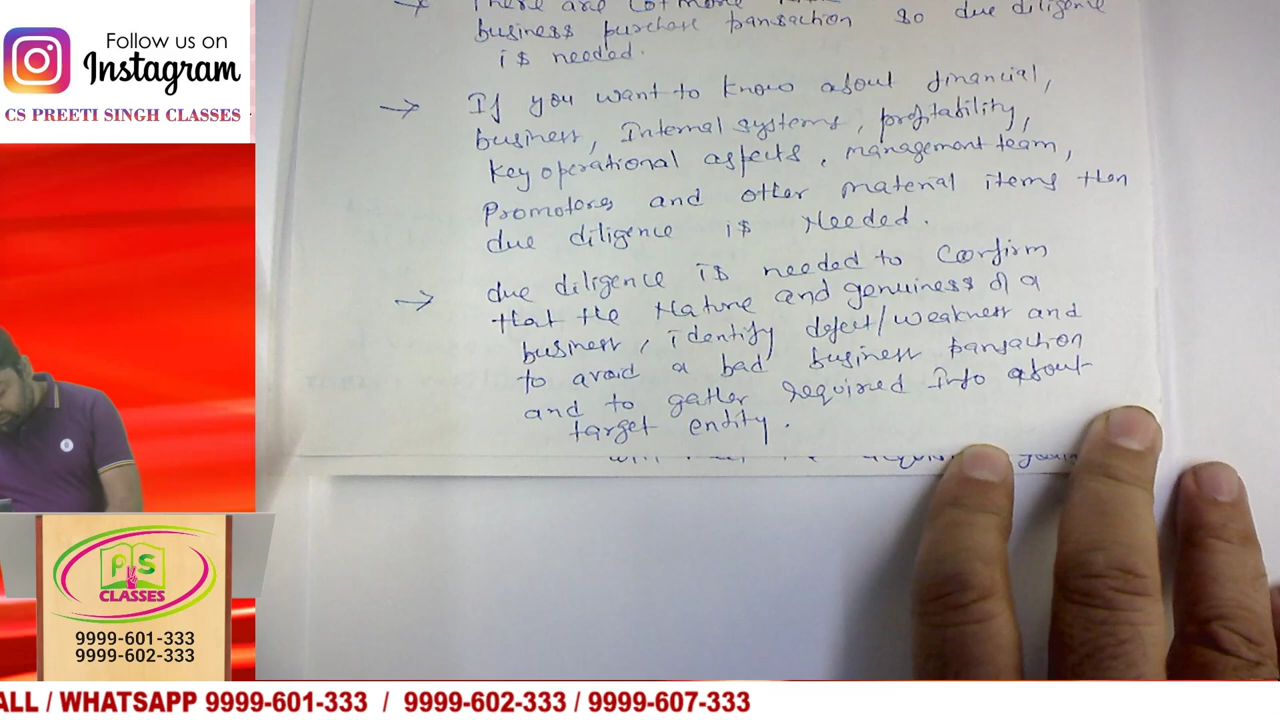 Follow us on
Instagram
CS PREETI SINGH CLASSES
→ There are
business purchase transaction so due diligence
is needed.
→ If you want to know about financial,
business, Internal systems, profitability,
key operational aspects, management team,
Promotores and other material items then
due diligence is Needed.
→ due diligence is needed to Confirm
that the Nature and genuiness of a
business, identify defect/weakness and
to avoid a bad business transaction
and to gather required info about
target entity.
PS
CLASSES
9999-601-333
9999-602-333
ALL / WHATSAPP 9999-601-333 / 9999-602-333 / 9999-607-333